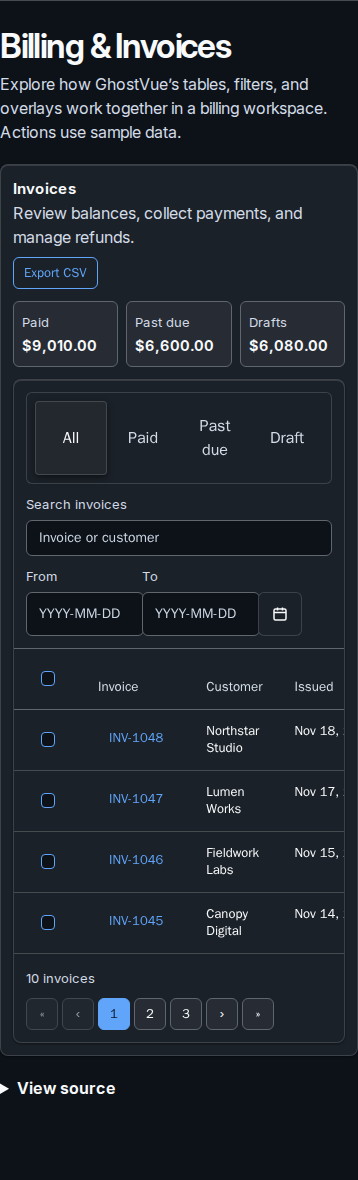 Billing & Invoices
Explore how GhostVue's tables, filters, and
overlays work together in a billing workspace.
Actions use sample data.
Invoices
Review balances, collect payments, and
manage refunds.
Export CSV
Paid
$9,010.00
Past due
$6,600.00
Drafts
$6,080.00
All
Paid
Past
due
Draft
Search invoices
Invoice or customer
From
To
YYYY-MM-DD
YYYY-MM-DD
Invoice
Customer
Issued
INV-1048
Northstar
Studio
Nov 18,
INV-1047
Lumen
Works
Nov 17,
INV-1046
Fieldwork
Labs
Nov 15,
INV-1045
Canopy
Digital
Nov 14,
10 invoices
« ‹ 1 2 3 › »
View source